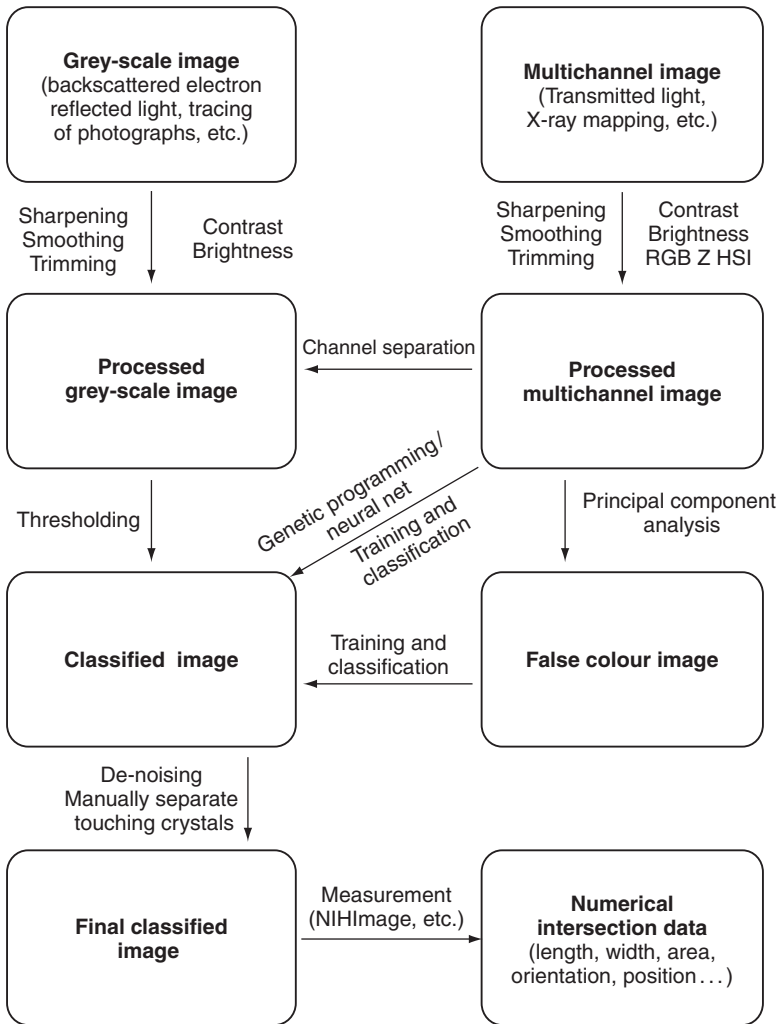 Grey-scale image
(backscattered electron
reflected light, tracing
of photographs, etc.)
Multichannel image
(Transmitted light,
X-ray mapping, etc.)
Sharpening
Smoothing
Trimming
Contrast
Brightness
Sharpening
Smoothing
Trimming
Contrast
Brightness
RGB Z HSI
Processed
grey-scale image
Channel separation
Processed
multichannel image
Thresholding
Genetic programming/
neural net
Training and
classification
Principal component
analysis
Classified image
Training and
classification
False colour image
De-noising
Manually separate
touching crystals
Final classified
image
Measurement
(NIHImage, etc.)
Numerical
intersection data
(length, width, area,
orientation, position...)